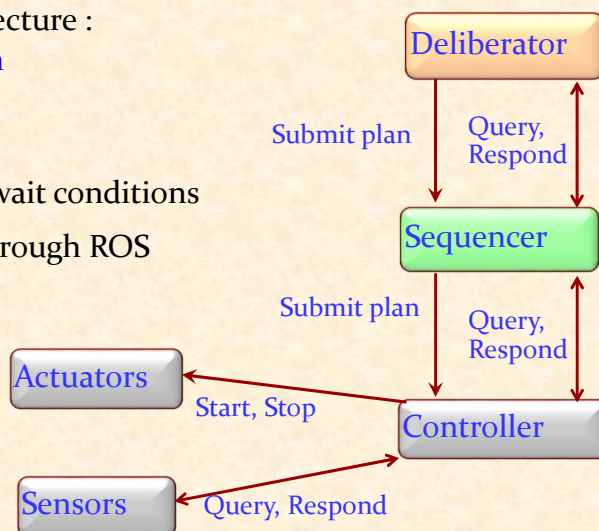 ecture :
n
wait conditions
rough ROS
Deliberator
Submit plan
Query,
Respond
Sequencer
Submit plan
Query,
Respond
Actuators
Start, Stop
Controller
Sensors
Query, Respond